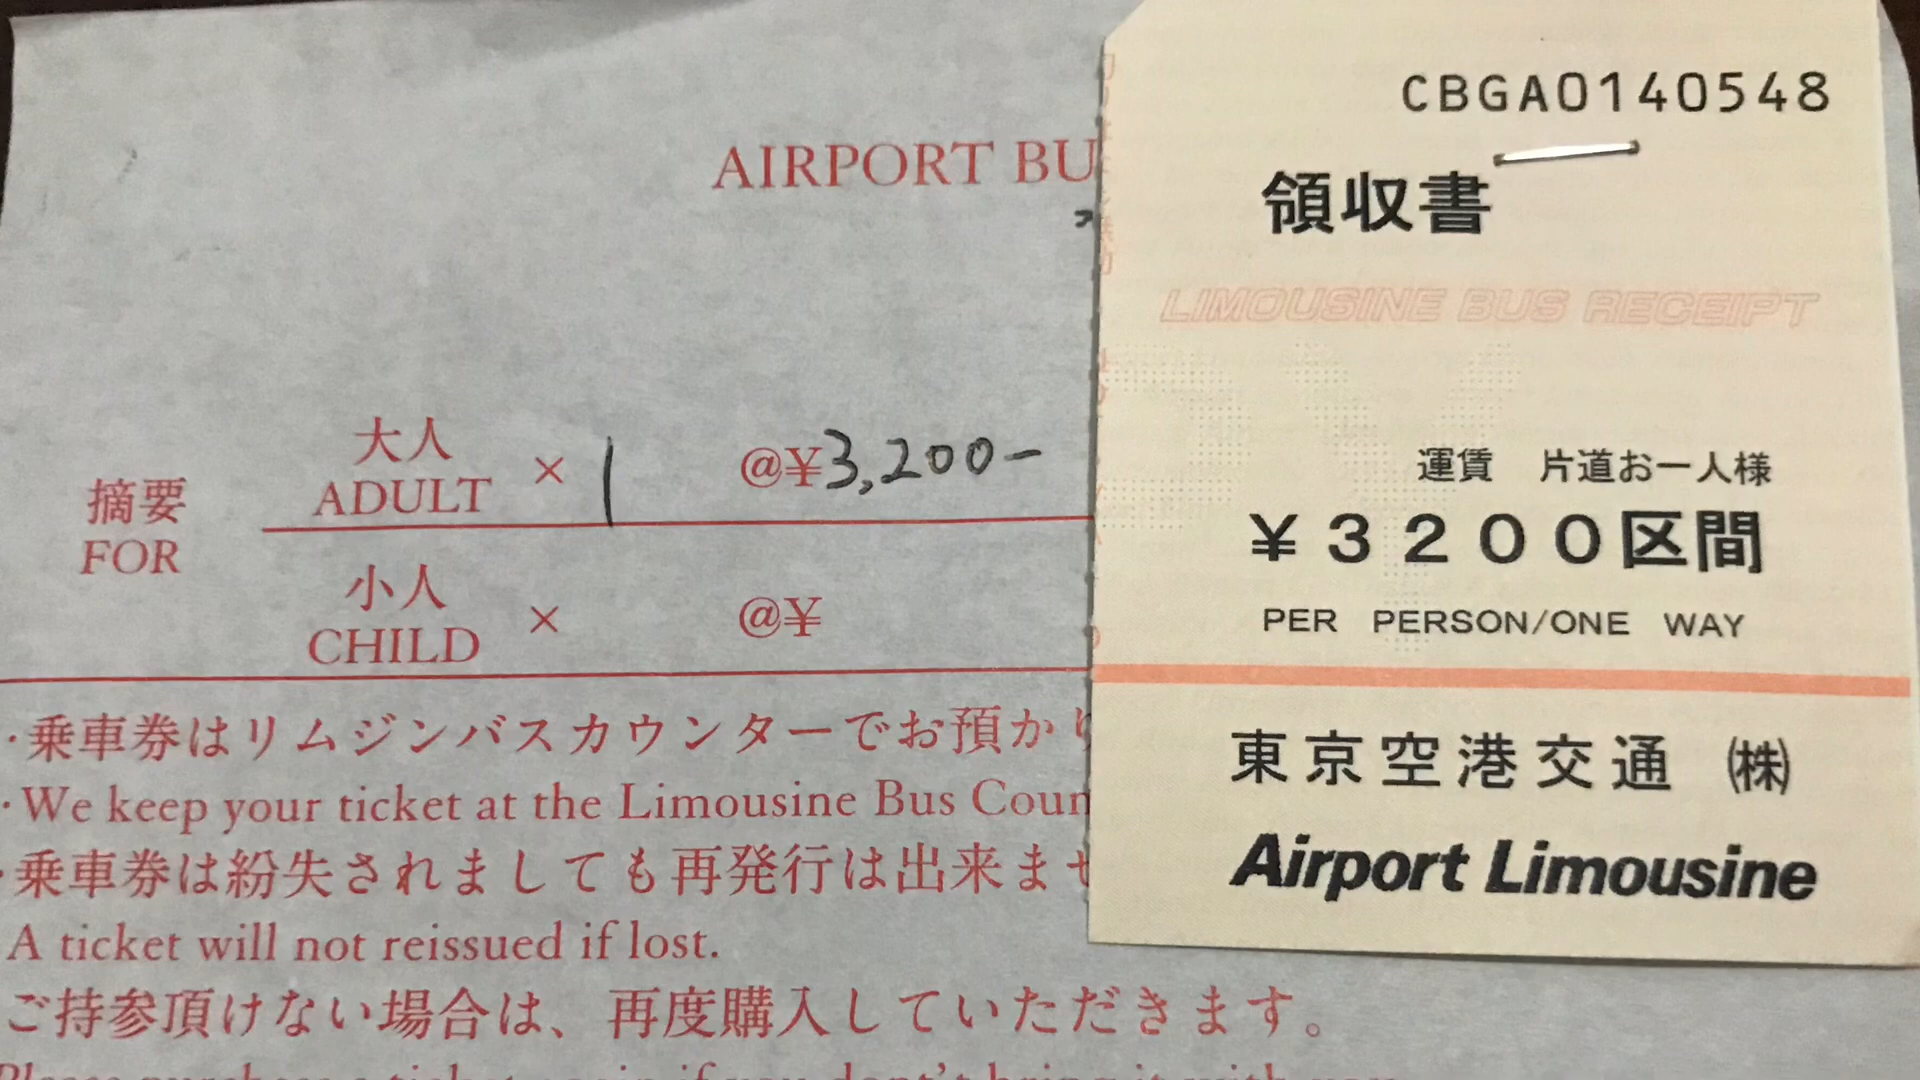 AIRPORT BU
摘要
FOR
大人
ADULT × 1 @¥3,200-
小人
CHILD × @¥
・乗車券はリムジンバスカウンターでお預かり
・We keep your ticket at the Limousine Bus Coun
・乗車券は紛失されましても再発行は出来ませ
A ticket will not reissued if lost.
ご持参頂けない場合は、再度購入していただきます。
CBGA0140548
領収書
LIMOUSINE BUS RECEIPT
運賃 片道お一人様
¥3200区間
PER PERSON/ONE WAY
東京空港交通 ㈱
Airport Limousine